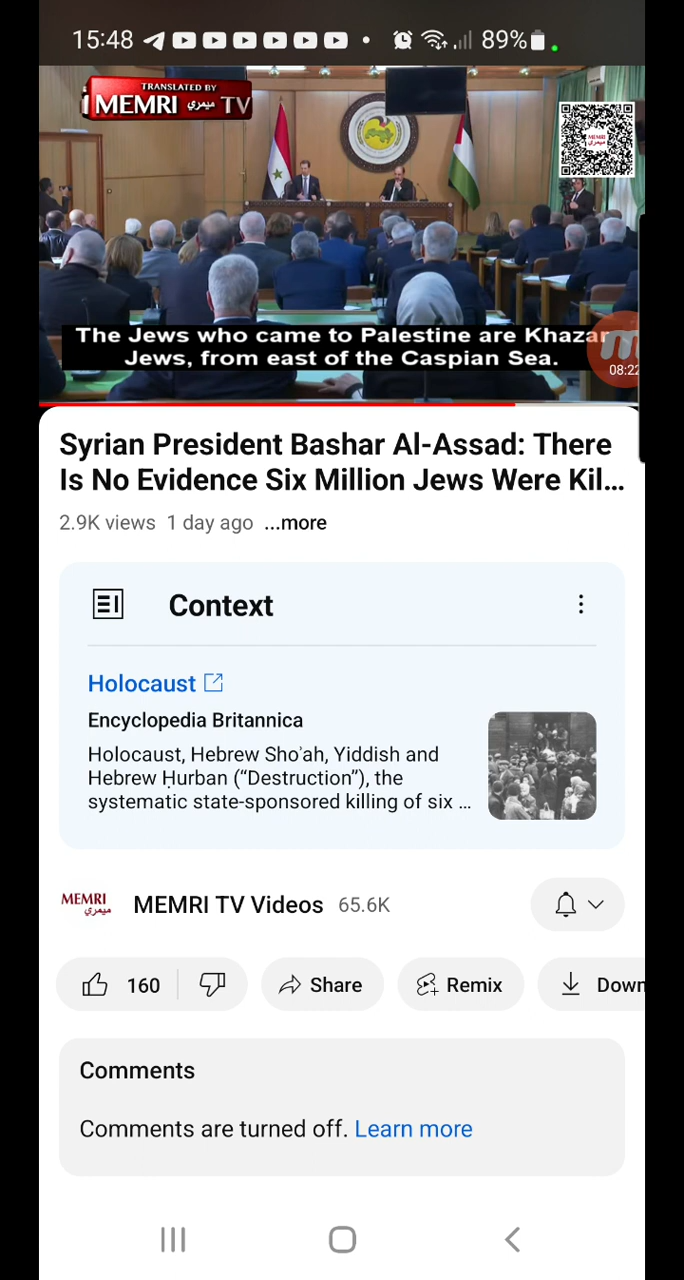 15:48
89%
TRANSLATED BY
MEMRI ميمري TV
MEMRI
ميمري
The Jews who came to Palestine are Khazar
Jews, from east of the Caspian Sea.
08:22
Syrian President Bashar Al-Assad: There
Is No Evidence Six Million Jews Were Kil...
2.9K views 1 day ago ...more
Context
Holocaust
Encyclopedia Britannica
Holocaust, Hebrew Shoʾah, Yiddish and
Hebrew Ḥurban (“Destruction”), the
systematic state-sponsored killing of six ...
MEMRI
ميمري
MEMRI TV Videos 65.6K
160
Share
Remix
Down
Comments
Comments are turned off. Learn more